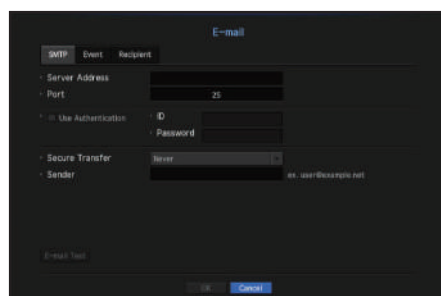 E-mail
SMTP Event Recipient
Server Address
Port 25
Use Authentication ID
Password
Secure Transfer Never
Sender ex. user@example.net
E-mail Test
OK Cancel